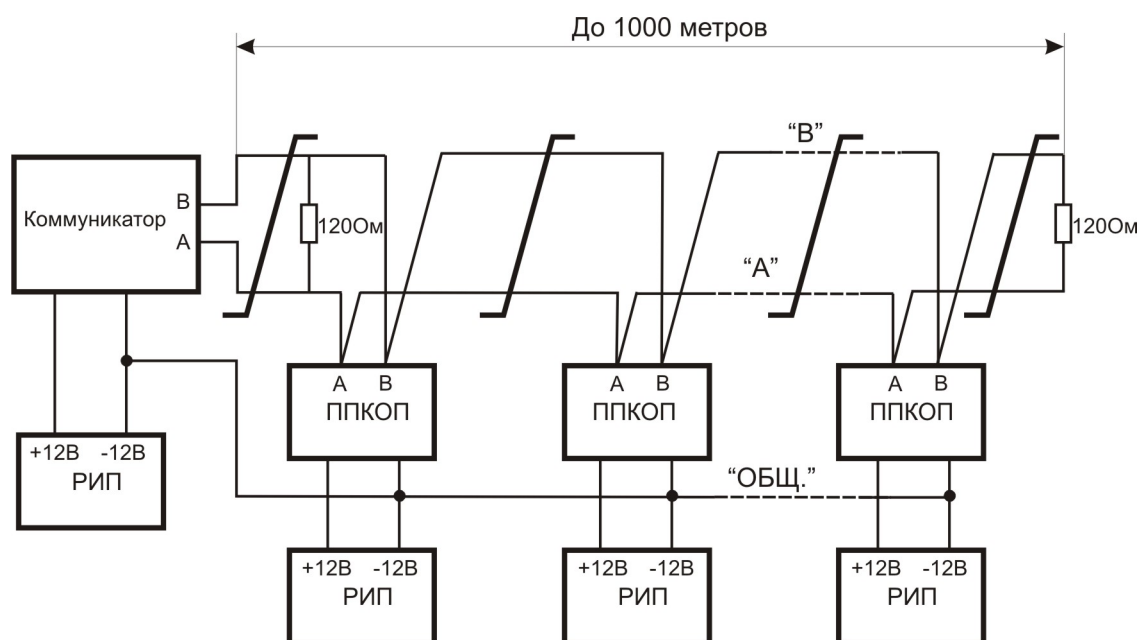 До 1000 метров
“В”
В
Коммуникатор
А
120Ом
120Ом
“А”
А В
ППКОП
А В
ППКОП
А В
ППКОП
+12В -12В
РИП
“ОБЩ.”
+12В -12В
РИП
+12В -12В
РИП
+12В -12В
РИП